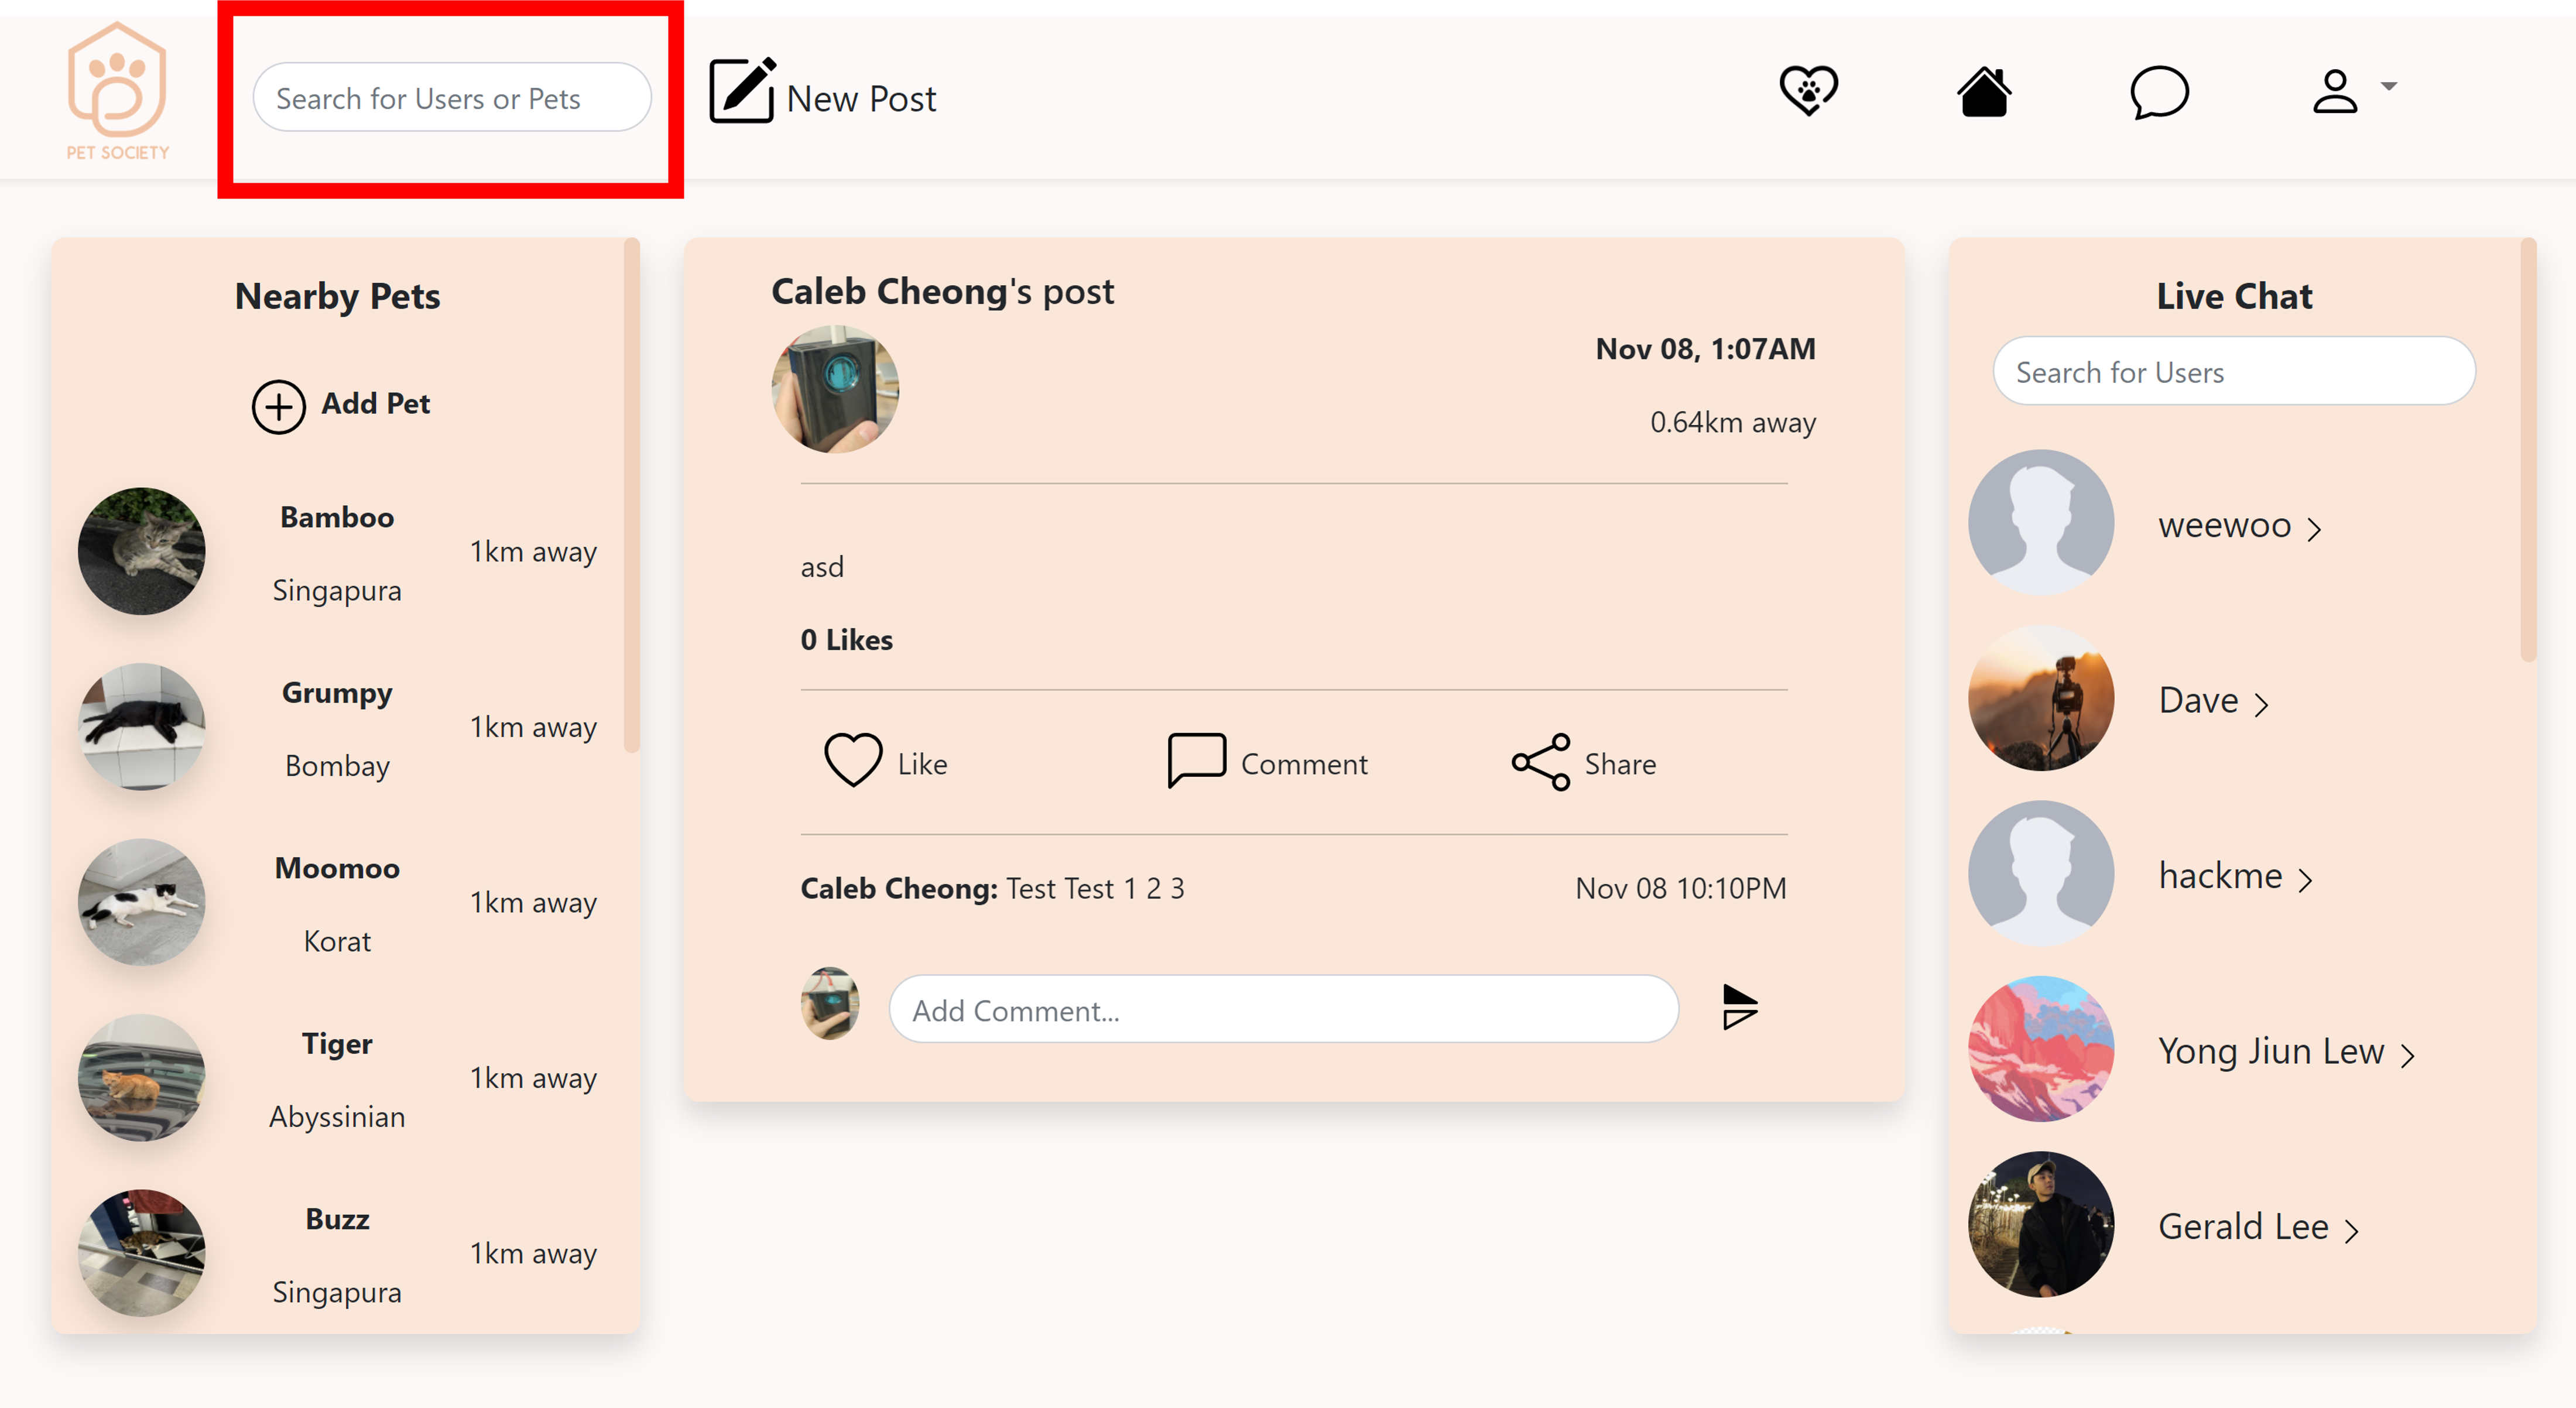 PET SOCIETY
Search for Users or Pets
New Post
Nearby Pets
Add Pet
Bamboo
Singapura
1km away
Grumpy
Bombay
1km away
Moomoo
Korat
1km away
Tiger
Abyssinian
1km away
Buzz
Singapura
1km away
Caleb Cheong's post
Nov 08, 1:07AM
0.64km away
asd
0 Likes
Like
Comment
Share
Caleb Cheong: Test Test 1 2 3
Nov 08 10:10PM
Add Comment...
Live Chat
Search for Users
weewoo
Dave
hackme
Yong Jiun Lew
Gerald Lee